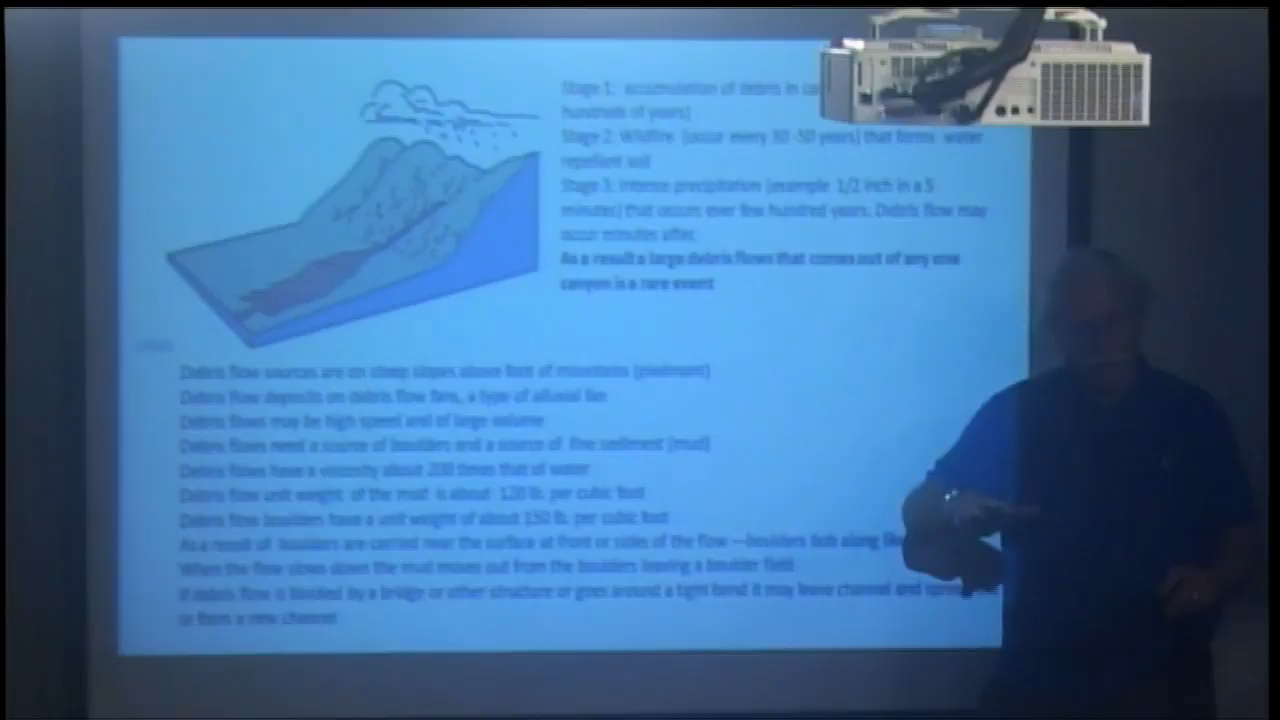 Stage 1: accumulation of debris in
hundreds of years)
Stage 2: Wildfire (occur every 30 -50 years) that forms water
repellent soil
Stage 3: Intense precipitation (example 1/2 inch in a 5
minutes) that occurs ever few hundred years. Debris flow may
occur minutes after.
As a result a large debris flows that comes out of any one
canyon is a rare event
Debris flow sources are on steep slopes above foot of mountains (piedmont)
Debris flow deposits on debris flow fans, a type of alluvial fan
Debris flows may be high speed and of large volume
Debris flows need a source of boulders and a source of fine sediment (mud)
Debris flows have a viscosity about 200 times that of water
Debris flow unit weight of the mud is about 120 lb. per cubic foot
Debris flow boulders have a unit weight of about 150 lb. per cubic foot
As a result of boulders are carried near the surface at front or sides of the flow —boulders bob along
When the flow slows down the mud moves out from the boulders leaving a boulder field
If debris flow is blocked by a bridge or other structure or goes around a tight bend it may leave channel and
or form a new channel